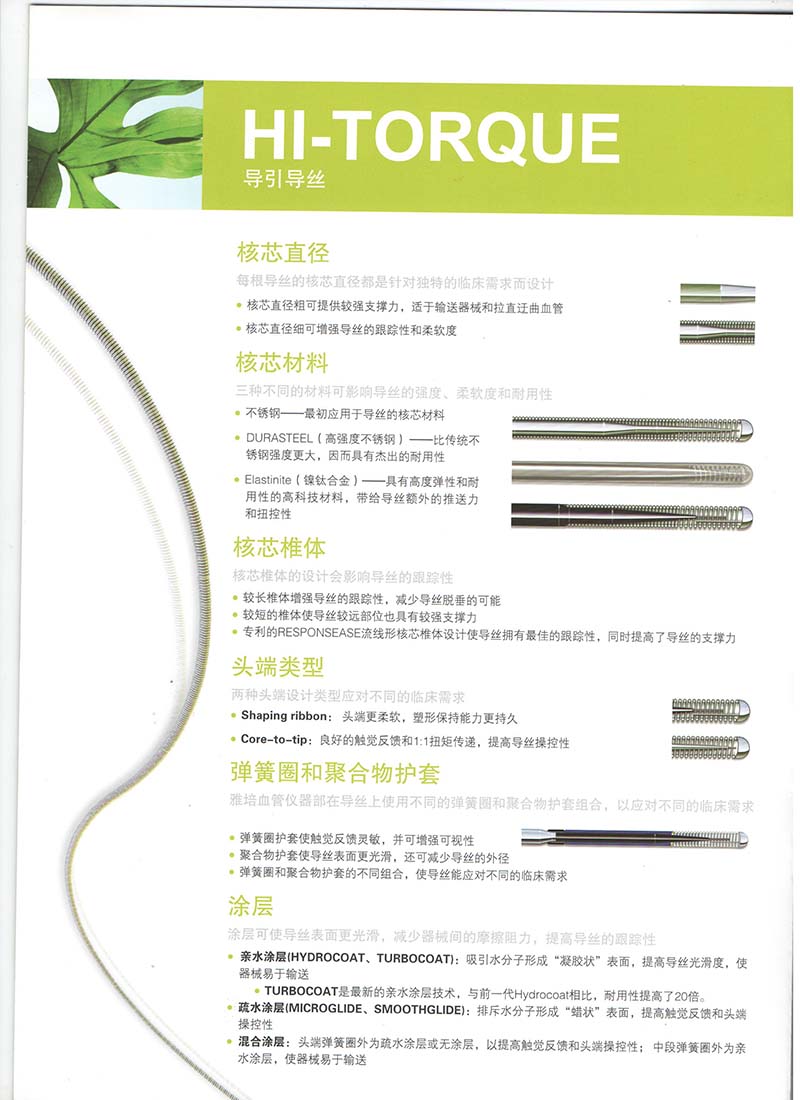 HI-TORQUE
导引导丝
核芯直径
每根导丝的核芯直径都是针对独特的临床需求而设计
• 核芯直径粗可提供较强支撑力，适于输送器械和拉直迂曲血管
• 核芯直径细可增强导丝的跟踪性和柔软度
核芯材料
三种不同的材料可影响导丝的强度、柔软度和耐用性
• 不锈钢——最初应用于导丝的核芯材料
• DURASTEEL（高强度不锈钢）——比传统不
锈钢强度更大，因而具有杰出的耐用性
• Elastinite（镍钛合金）——具有高度弹性和耐
用性的高科技材料，带给导丝额外的推送力
和扭控性
核芯椎体
核芯椎体的设计会影响导丝的跟踪性
• 较长椎体增强导丝的跟踪性，减少导丝脱垂的可能
• 较短的椎体使导丝较远部位也具有较强支撑力
• 专利的RESPONSEASE流线形核芯椎体设计使导丝拥有最佳的跟踪性，同时提高了导丝的支撑力
头端类型
两种头端设计类型应对不同的临床需求
• Shaping ribbon： 头端更柔软，塑形保持能力更持久
• Core-to-tip：良好的触觉反馈和1:1扭矩传递，提高导丝操控性
弹簧圈和聚合物护套
雅培血管仪器部在导丝上使用不同的弹簧圈和聚合物护套组合，以应对不同的临床需求
• 弹簧圈护套使触觉反馈灵敏，并可增强可视性
• 聚合物护套使导丝表面更光滑，还可减少导丝的外径
• 弹簧圈和聚合物护套的不同组合，使导丝能应对不同的临床需求
涂层
涂层可使导丝表面更光滑，减少器械间的摩擦阻力，提高导丝的跟踪性
• 亲水涂层(HYDROCOAT、TURBOCOAT)：吸引水分子形成“凝胶状”表面，提高导丝光滑度，使
器械易于输送
• TURBOCOAT是最新的亲水涂层技术，与前一代Hydrocoat相比，耐用性提高了20倍。
• 疏水涂层(MICROGLIDE、SMOOTHGLIDE)：排斥水分子形成“蜡状”表面，提高触觉反馈和头端
操控性
• 混合涂层：头端弹簧圈外为疏水涂层或无涂层，以提高触觉反馈和头端操控性；中段弹簧圈外为亲
水涂层，使器械易于输送